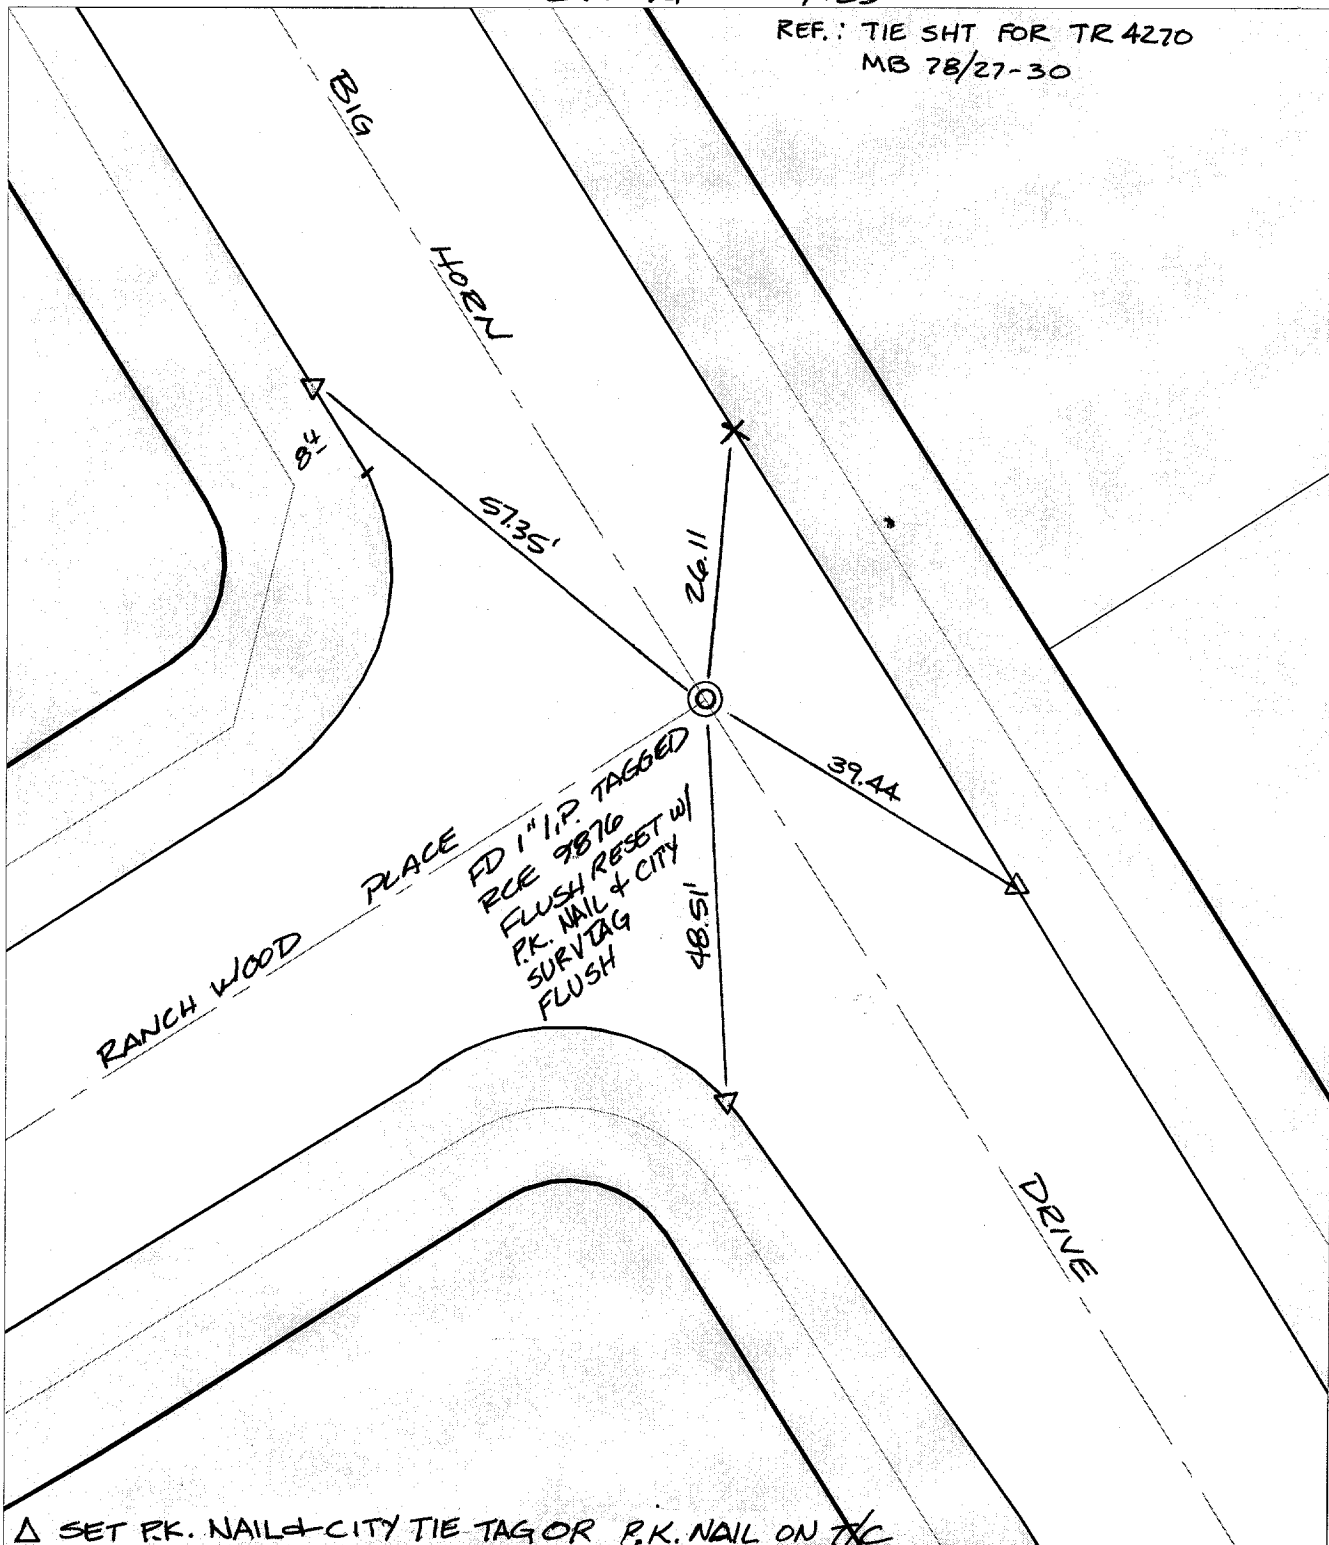 REF.: TIE SHT FOR TR 4270
MB 78/27-30
BIG
HORN
8 4
57.35'
26.11
39.44
48.51'
FD 1" I.P. TAGGED
RCE 9876
FLUSH RESET W/
P.K. NAIL & CITY
SURV TAG
FLUSH
PLACE
RANCH WOOD
DRIVE
△ SET P.K. NAIL & CITY TIE TAG OR P.K. NAIL ON T/C